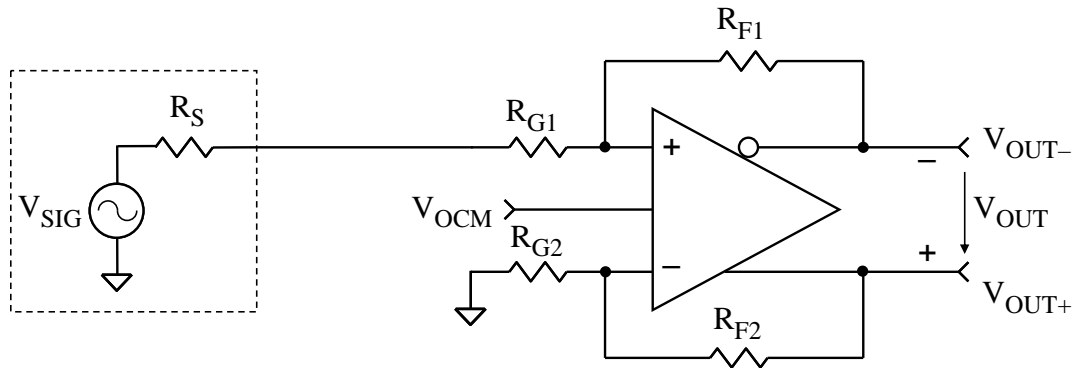 R_F1
R_S
R_G1
+
V_OUT–
–
V_SIG
V_OCM
V_OUT
R_G2
–
+
V_OUT+
R_F2